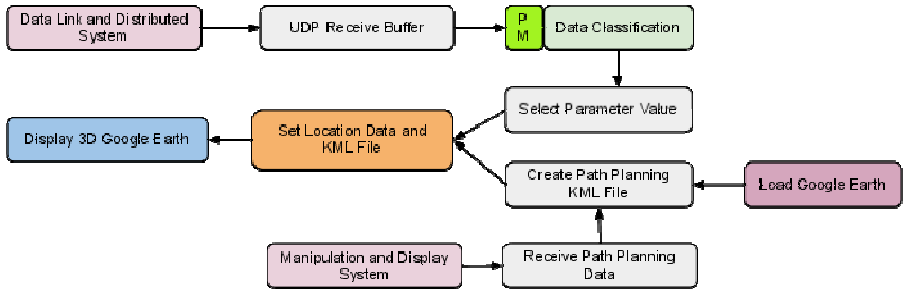 Data Link and Distributed
System
UDP Receive Buffer
P
M
Data Classification
Select Parameter Value
Set Location Data and
KML File
Display 3D Google Earth
Create Path Planning
KML File
Load Google Earth
Manipulation and Display
System
Receive Path Planning
Data